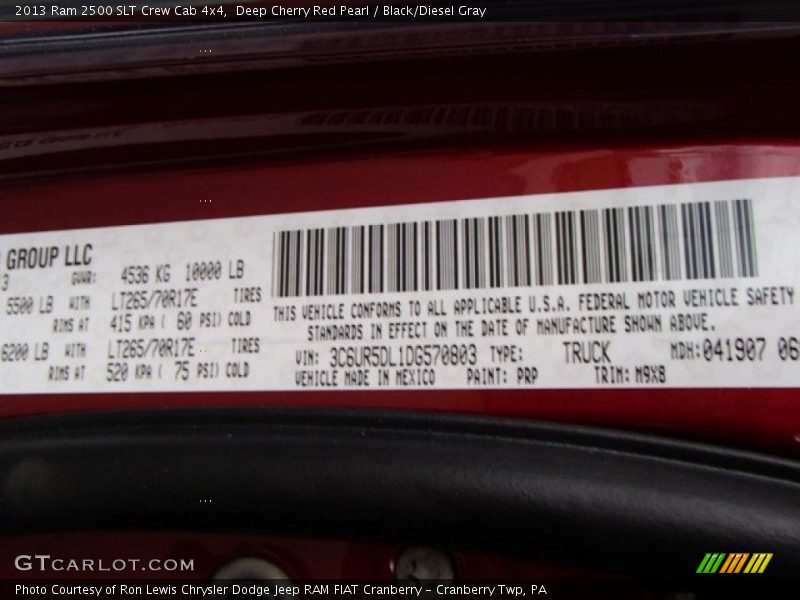 2013 Ram 2500 SLT Crew Cab 4x4, Deep Cherry Red Pearl / Black/Diesel Gray
GROUP LLC
3 GVWR: 4536 KG 10000 LB
5500 LB WITH LT265/70R17E TIRES
RIMS AT 415 KPA ( 60 PSI) COLD
6200 LB WITH LT265/70R17E TIRES
RIMS AT 520 KPA ( 75 PSI) COLD
THIS VEHICLE CONFORMS TO ALL APPLICABLE U.S.A. FEDERAL MOTOR VEHICLE SAFETY
STANDARDS IN EFFECT ON THE DATE OF MANUFACTURE SHOWN ABOVE.
VIN: 3C6UR5DL1DG570803 TYPE: TRUCK MDH:041907 06
VEHICLE MADE IN MEXICO PAINT: PRP TRIM: M9X8
GTCARLOT.COM
Photo Courtesy of Ron Lewis Chrysler Dodge Jeep RAM FIAT Cranberry – Cranberry Twp, PA